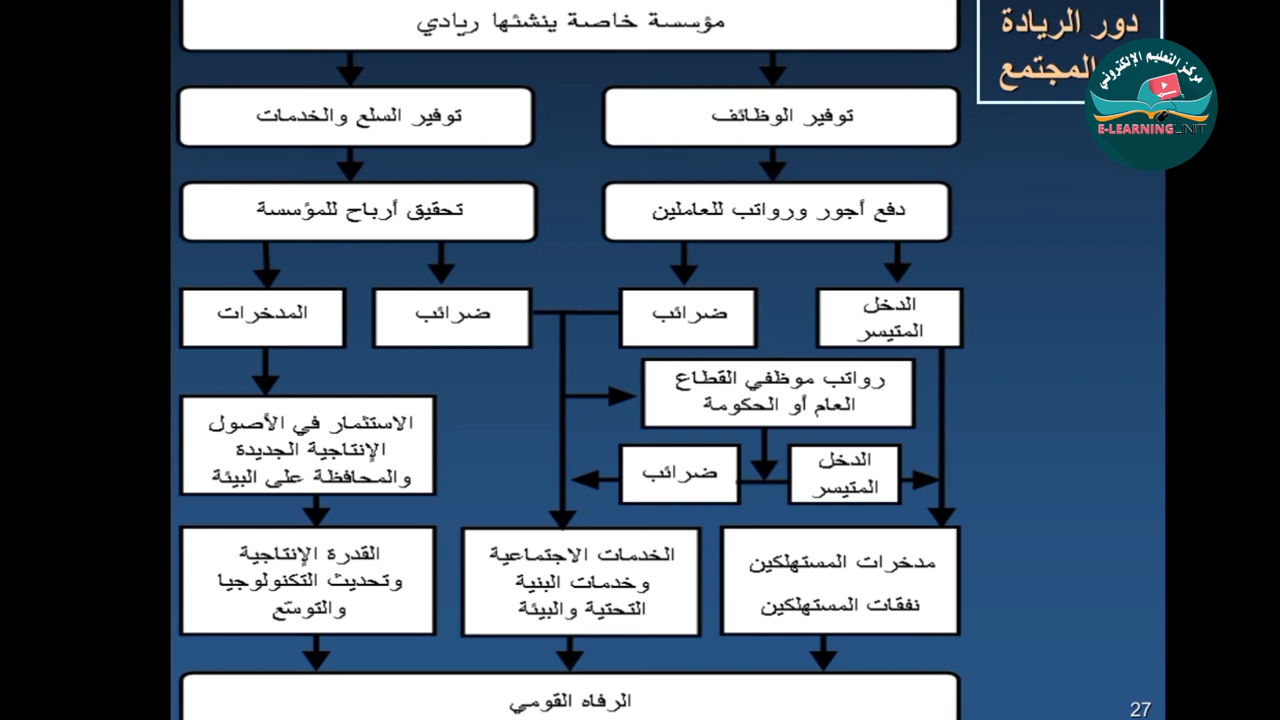 دور الريادة
المجتمع
مركز التعليم الإلكتروني
E-LEARNING UNIT
مؤسسة خاصة ينشئها ريادي
توفير الوظائف
توفير السلع والخدمات
دفع أجور ورواتب للعاملين
تحقيق أرباح للمؤسسة
الدخل
المتيسر
ضرائب
ضرائب
المدخرات
رواتب موظفي القطاع
العام أو الحكومة
الدخل
المتيسر
ضرائب
الاستثمار في الأصول
الإنتاجية الجديدة
والمحافظة على البيئة
مدخرات المستهلكين
نفقات المستهلكين
الخدمات الاجتماعية
وخدمات البنية
التحتية والبيئة
القدرة الإنتاجية
وتحديث التكنولوجيا
والتوسّع
الرفاه القومي
27